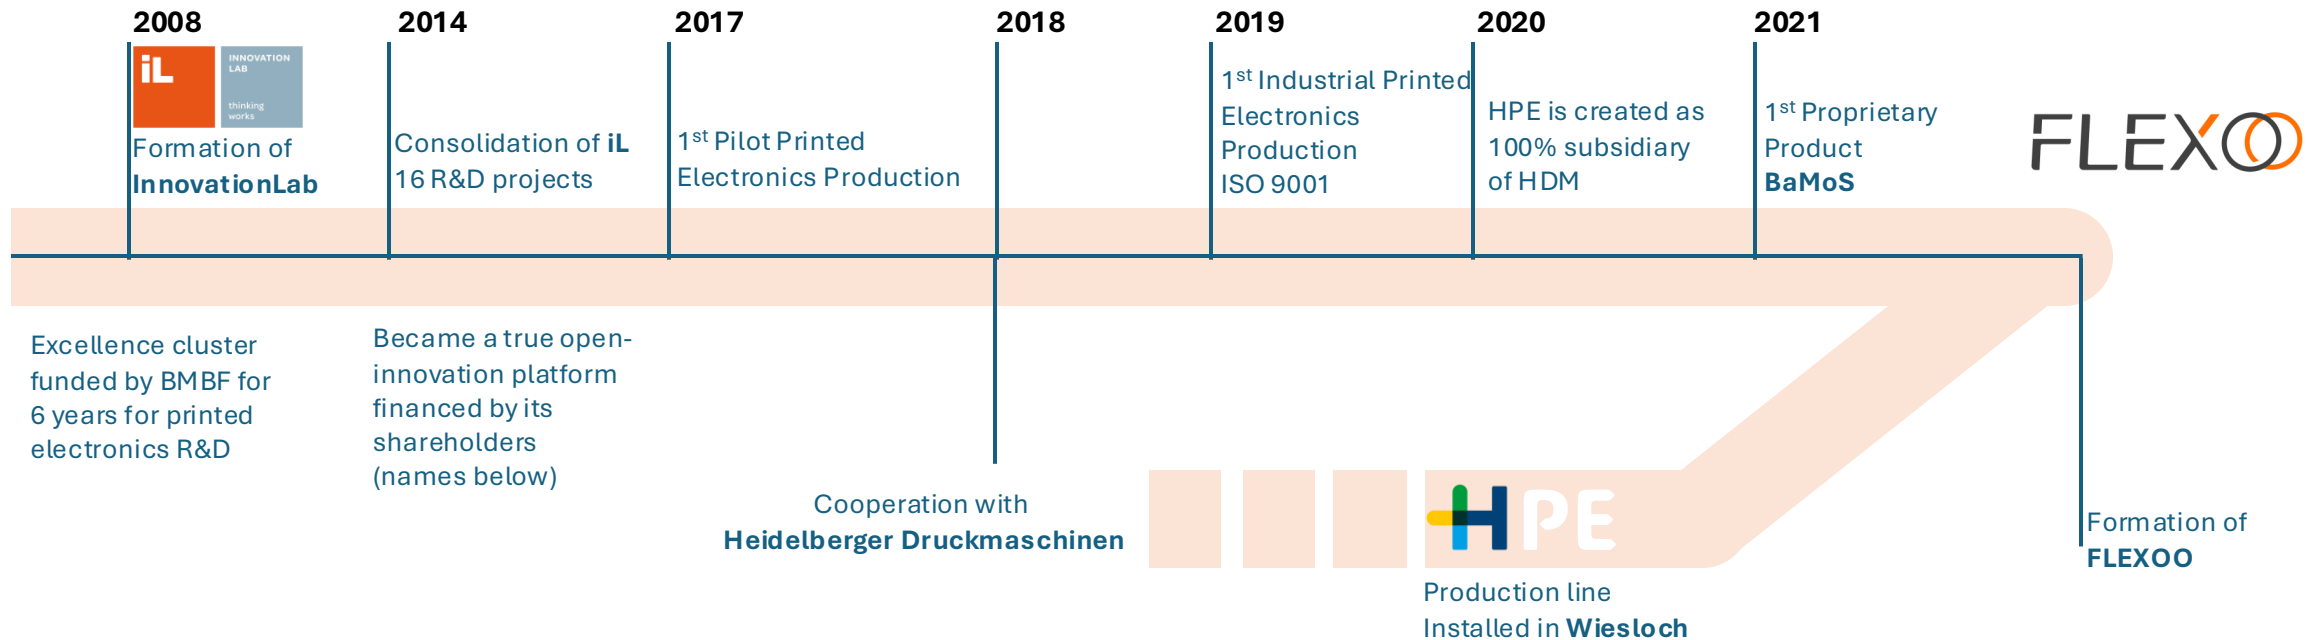 2008
2014
2017
2018
2019
2020
2021
iL
INNOVATION
LAB
thinking
works
Formation of
InnovationLab
Consolidation of iL
16 R&D projects
1st Pilot Printed
Electronics Production
1st Industrial Printed
Electronics
Production
ISO 9001
HPE is created as
100% subsidiary
of HDM
1st Proprietary
Product
BaMoS
FLEXOO
Excellence cluster
funded by BMBF for
6 years for printed
electronics R&D
Became a true open-
innovation platform
financed by its
shareholders
(names below)
Cooperation with
Heidelberger Druckmaschinen
HPE
Production line
Installed in Wiesloch
Formation of
FLEXOO